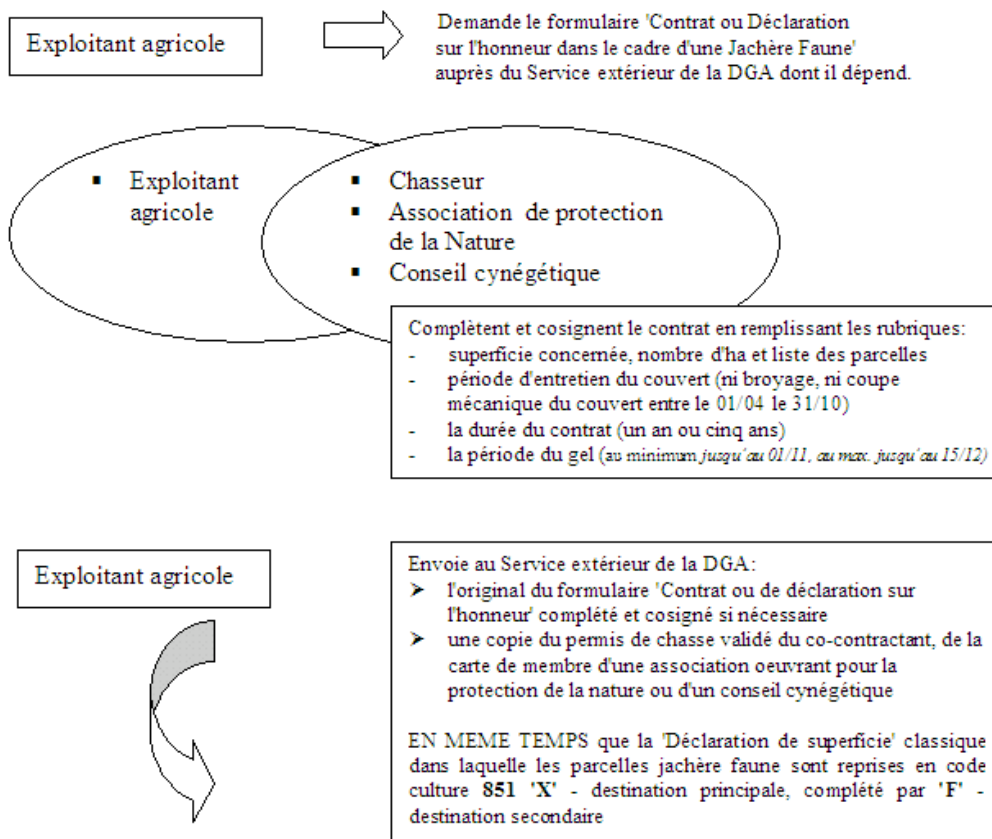 Exploitant agricole
Demande le formulaire 'Contrat ou Déclaration
sur l'honneur dans le cadre d'une Jachère Faune'
auprès du Service extérieur de la DGA dont il dépend.
▪ Exploitant
agricole
▪ Chasseur
▪ Association de protection
de la Nature
▪ Conseil cynégétique
Complètent et cosignent le contrat en remplissant les rubriques:
- superfície concernée, nombre d'ha et liste des parcelles
- période d'entretien du couvert (ni broyage, ni coupe
mécanique du couvert entre le 01/04 le 31/10)
- la durée du contrat (un an ou cinq ans)
- la période du gel (au minimum jusqu'au 01/11, au max. jusqu'au 15/12)
Exploitant agricole
Envoie au Service extérieur de la DGA:
➢ l'original du formulaire 'Contrat ou de déclaration sur
l'honneur' complété et cosigné si nécessaire
➢ une copie du permis de chasse validé du co-contractant, de la
carte de membre d'une association oeuvrant pour la
protection de la nature ou d'un conseil cynégétique
EN MEME TEMPS que la 'Déclaration de superfície' classique
dans laquelle les parcelles jachère faune sont reprises en code
culture 851 'X' - destination principale, complété par 'F' -
destination secondaire